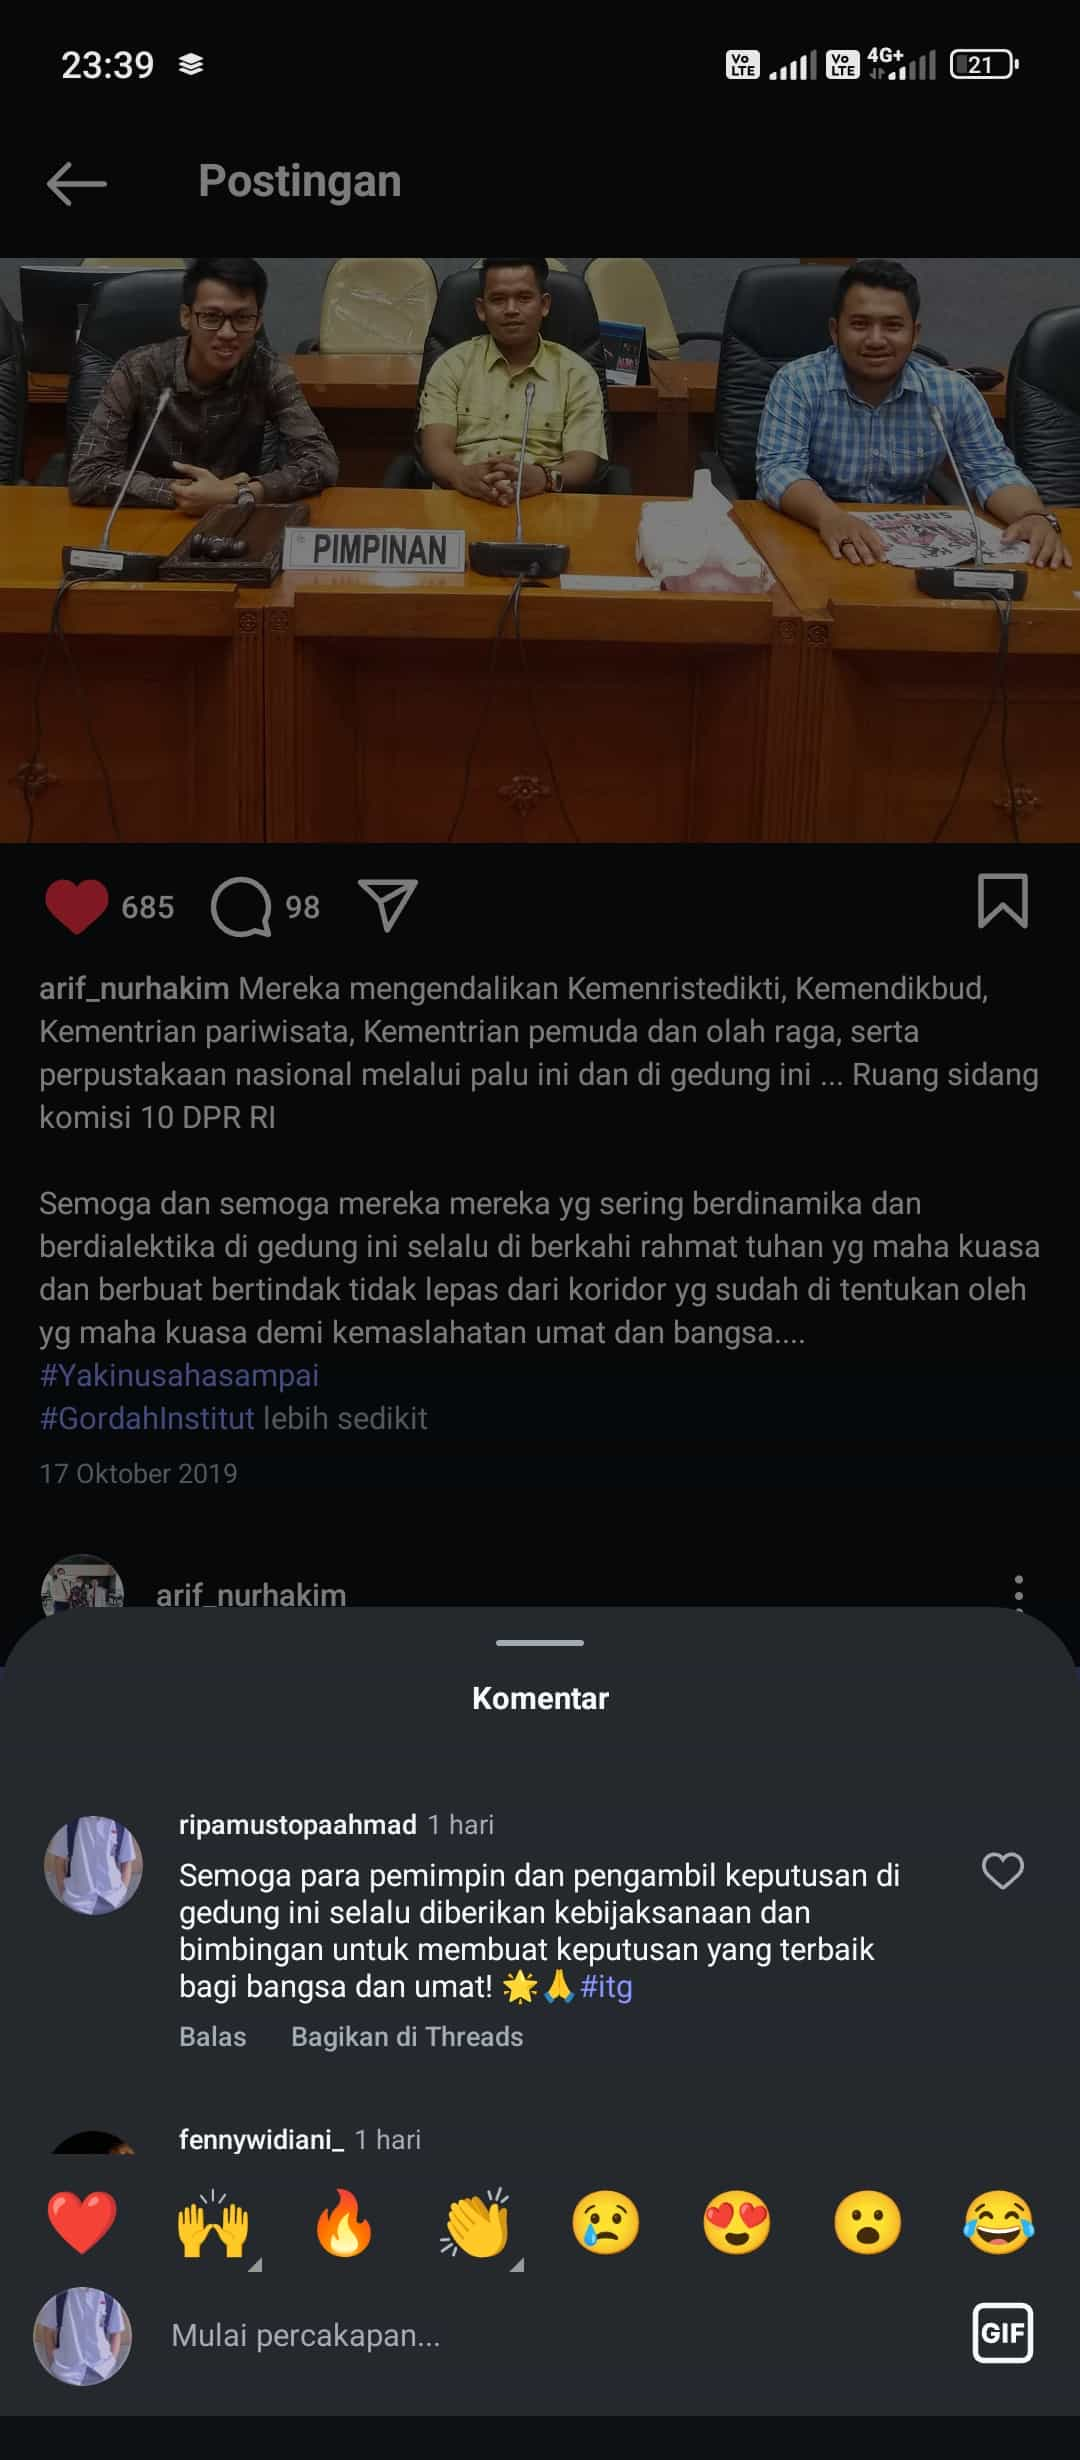 23:39
Vo LTE
Vo LTE
4G+
21
Postingan
PIMPINAN
685
98
arif_nurhakim Mereka mengendalikan Kemenristedikti, Kemendikbud,
Kementrian pariwisata, Kementrian pemuda dan olah raga, serta
perpustakaan nasional melalui palu ini dan di gedung ini ... Ruang sidang
komisi 10 DPR RI
Semoga dan semoga mereka mereka yg sering berdinamika dan
berdialektika di gedung ini selalu di berkahi rahmat tuhan yg maha kuasa
dan berbuat bertindak tidak lepas dari koridor yg sudah di tentukan oleh
yg maha kuasa demi kemaslahatan umat dan bangsa....
#Yakinusahasampai
#GordahInstitut lebih sedikit
17 Oktober 2019
arif_nurhakim
Komentar
ripamustopaahmad 1 hari
Semoga para pemimpin dan pengambil keputusan di
gedung ini selalu diberikan kebijaksanaan dan
bimbingan untuk membuat keputusan yang terbaik
bagi bangsa dan umat! 🌟🙏#itg
Balas Bagikan di Threads
fennywidiani_ 1 hari
Mulai percakapan...
GIF